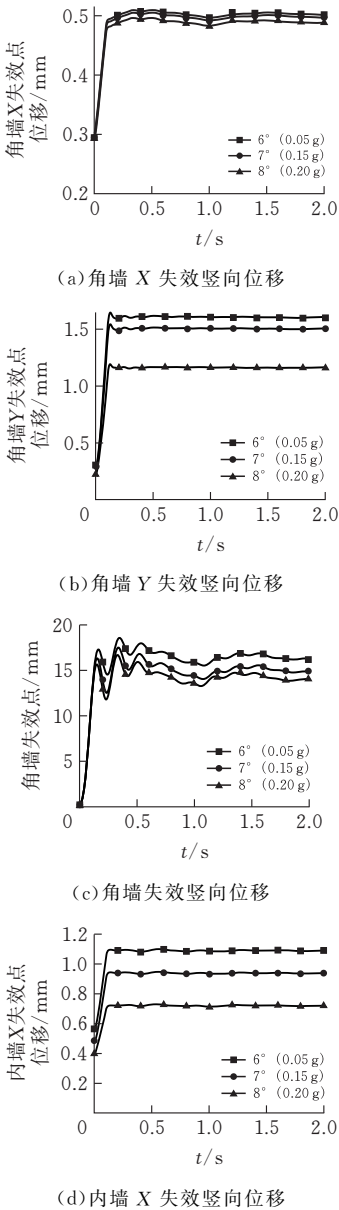 0.5
0.4
0.3
0.2
角墙X失效点
位移/mm
6° (0.05 g)
7° (0.15 g)
8° (0.20 g)
0 0.5 1.0 1.5 2.0
t/s
(a)角墙 X 失效竖向位移
1.5
1.0
0.5
角墙Y失效点
位移/mm
6° (0.05 g)
7° (0.15 g)
8° (0.20 g)
0 0.5 1.0 1.5 2.0
t/s
(b)角墙 Y 失效竖向位移
20
15
10
5
角墙失效点/mm
6° (0.05 g)
7° (0.15 g)
8° (0.20 g)
0 0.5 1.0 1.5 2.0
t/s
(c)角墙失效竖向位移
1.2
1.0
0.8
0.6
0.4
0.2
内墙X失效点
位移/mm
6° (0.05 g)
7° (0.15 g)
8° (0.20 g)
0 0.5 1.0 1.5 2.0
t/s
(d)内墙 X 失效竖向位移